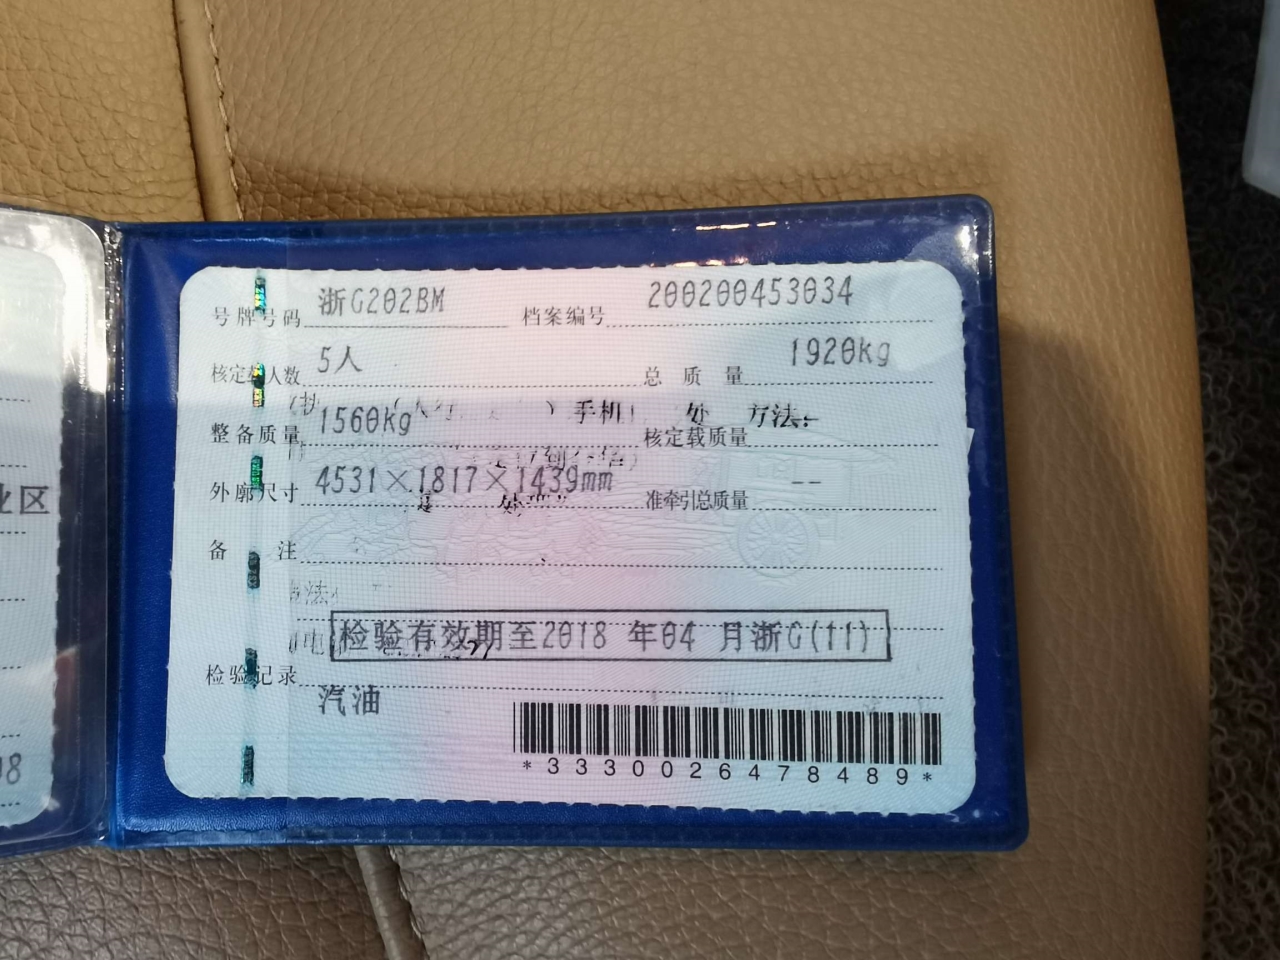 号牌号码 浙G202BM 档案编号 200200453034
核定载人数 5人 总质量 1920kg
手机 处 方法:
整备质量 1560kg 核定载质量
外廓尺寸 4531×1817×1439mm 准牵引总质量 --
备注
检验有效期至2018 年04 月浙G(11)
检验记录
汽油
*3330026478489*
业区
08